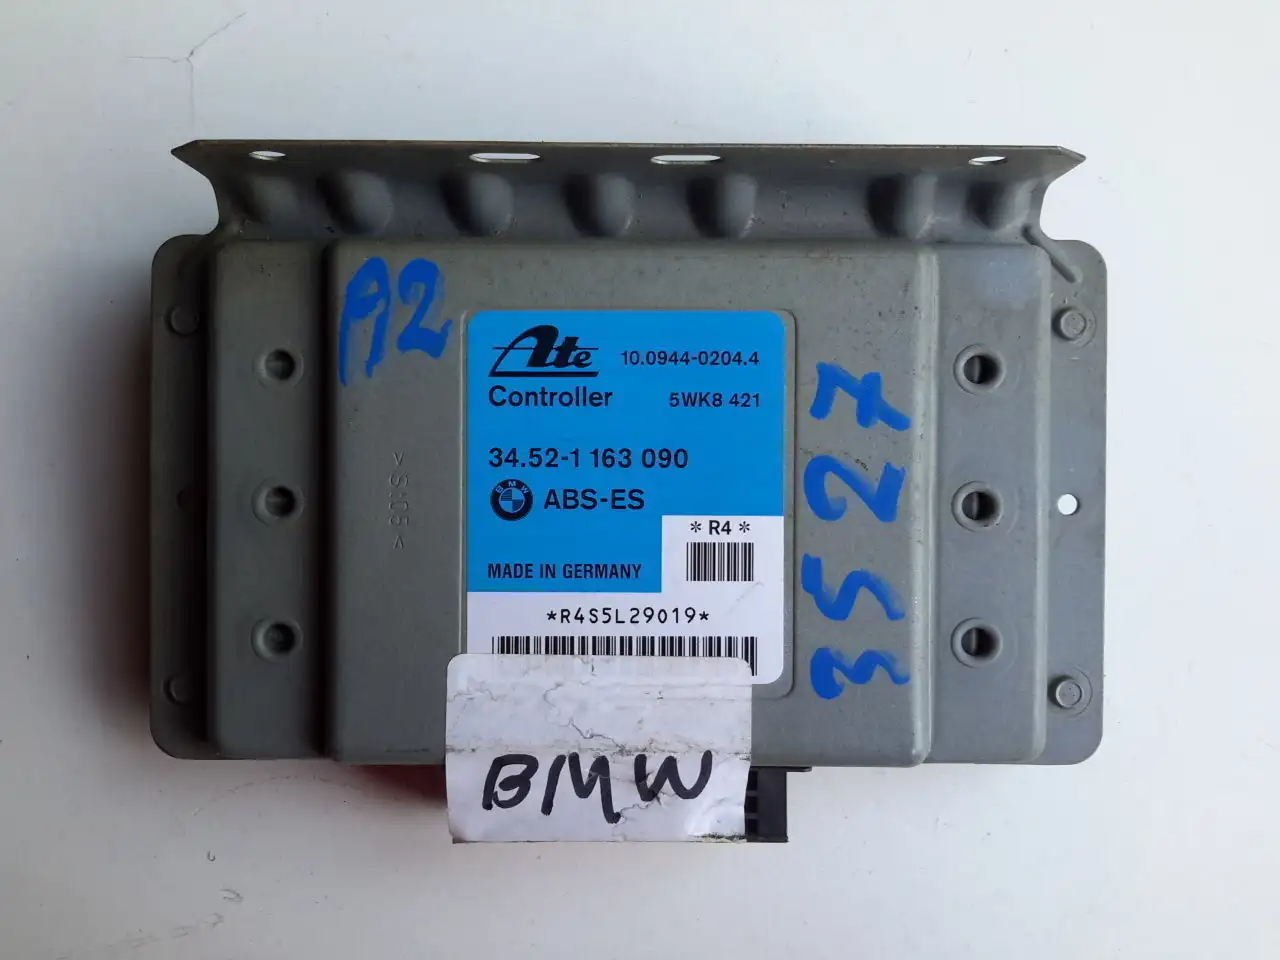 A2
Ate 10.0944-0204.4
Controller 5WK8 421
34.52-1 163 090
BMW ABS-ES
* R4 *
MADE IN GERMANY
*R4S5L29019*
BMW
3527